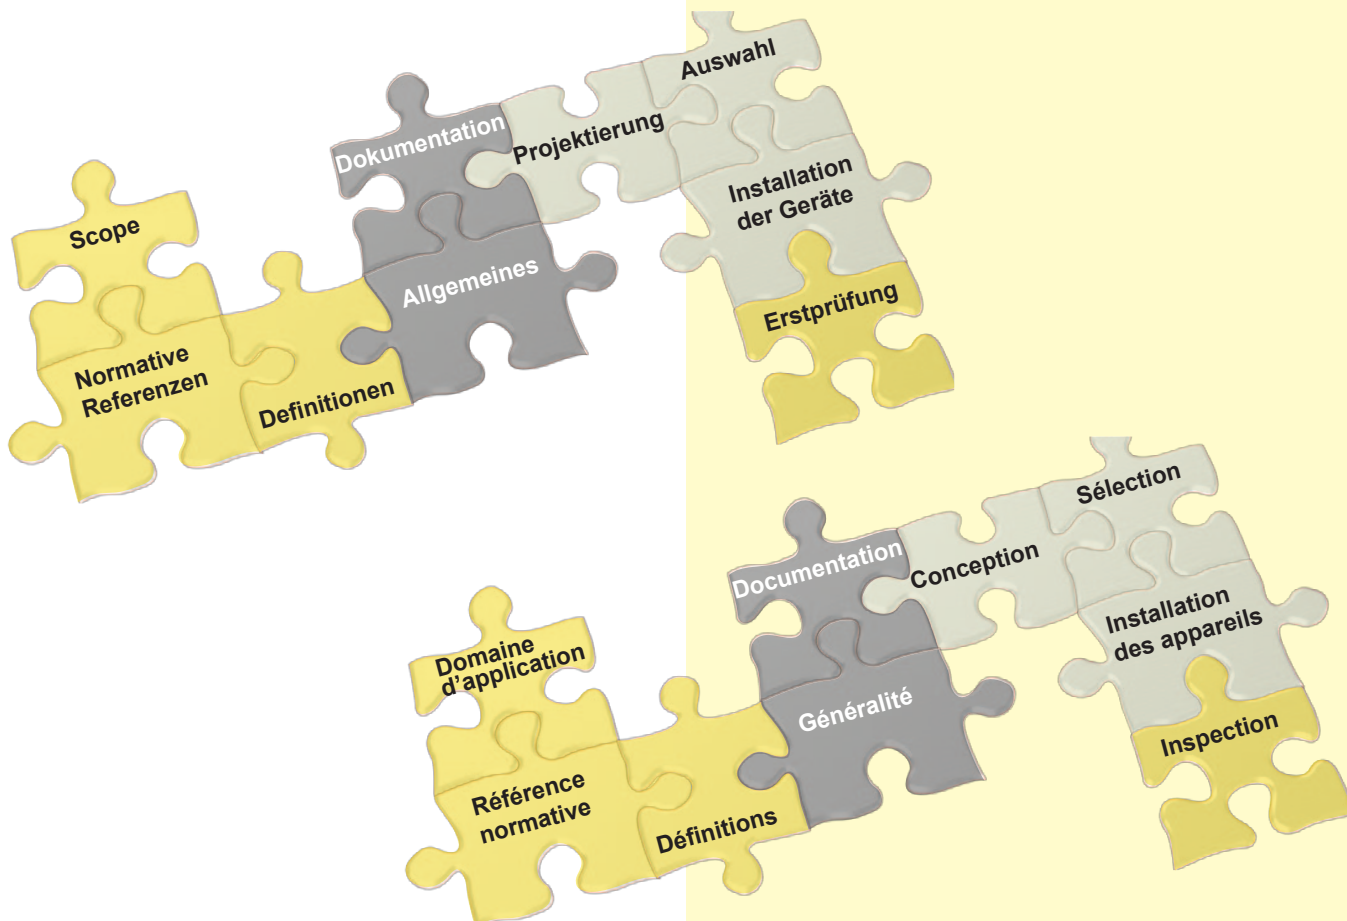 Scope
Normative
Referenzen
Definitionen
Dokumentation
Allgemeines
Projektierung
Auswahl
Installation
der Geräte
Erstprüfung
Domaine
d’application
Référence
normative
Définitions
Documentation
Généralité
Conception
Sélection
Installation
des appareils
Inspection